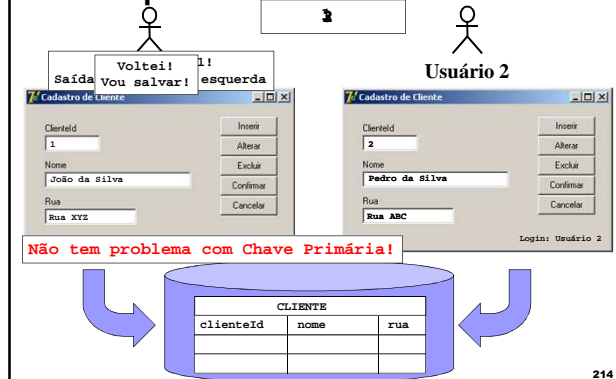 Voltei!
Vou salvar!
1!
Saída
esquerda
Usuário 2
Cadastro de Cliente
ClienteId
1
Nome
João da Silva
Rua
Rua XYZ
Inserir
Alterar
Excluir
Confirmar
Cancelar
Cadastro de Cliente
ClienteId
2
Nome
Pedro da Silva
Rua
Rua ABC
Inserir
Alterar
Excluir
Confirmar
Cancelar
Login: Usuário 2
Não tem problema com Chave Primária!
CLIENTE
clienteId nome rua
214